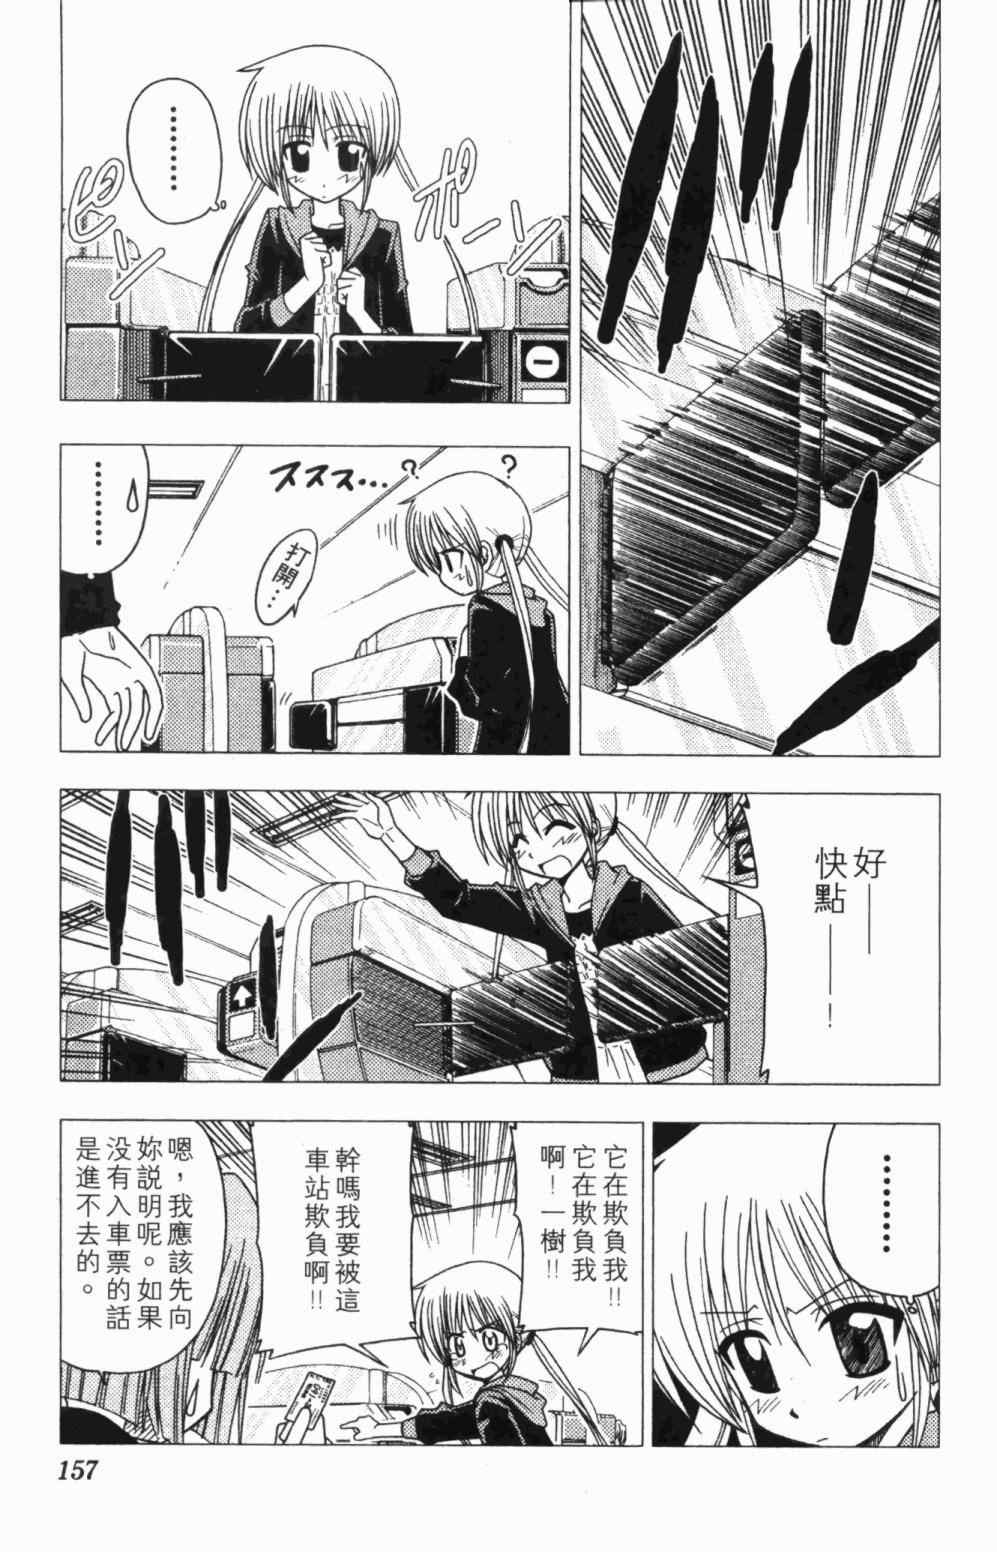 ………
ピンポーン
ススス…
?
?
打開…
………
好——
快點——！
………
它在欺負我!!
它在欺負我
啊！一樹!!
幹嗎我要被這
車站欺負啊!!
嗯，我應該先向
妳説明呢。如果
没有入車票的話
是進不去的。
157